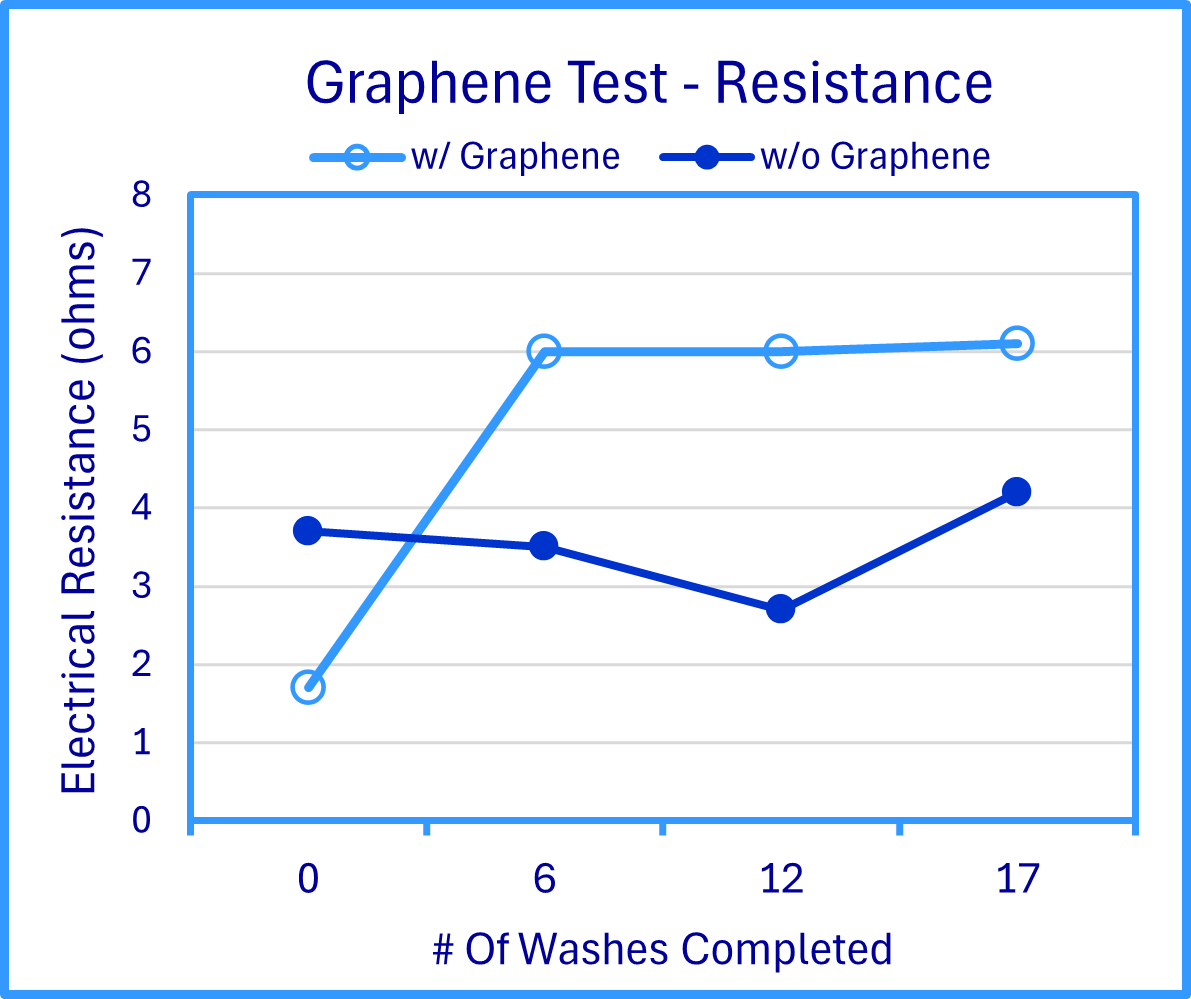 Graphene Test - Resistance
w/ Graphene w/o Graphene
Electrical Resistance (ohms)
8
7
6
5
4
3
2
1
0
0 6 12 17
# Of Washes Completed